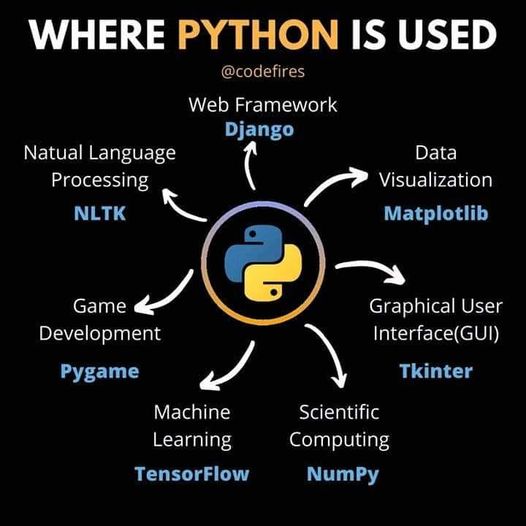 WHERE PYTHON IS USED
@codefires
Web Framework
Django
Natual Language
Processing
NLTK
Data
Visualization
Matplotlib
Game
Development
Pygame
Graphical User
Interface(GUI)
Tkinter
Machine
Learning
TensorFlow
Scientific
Computing
NumPy